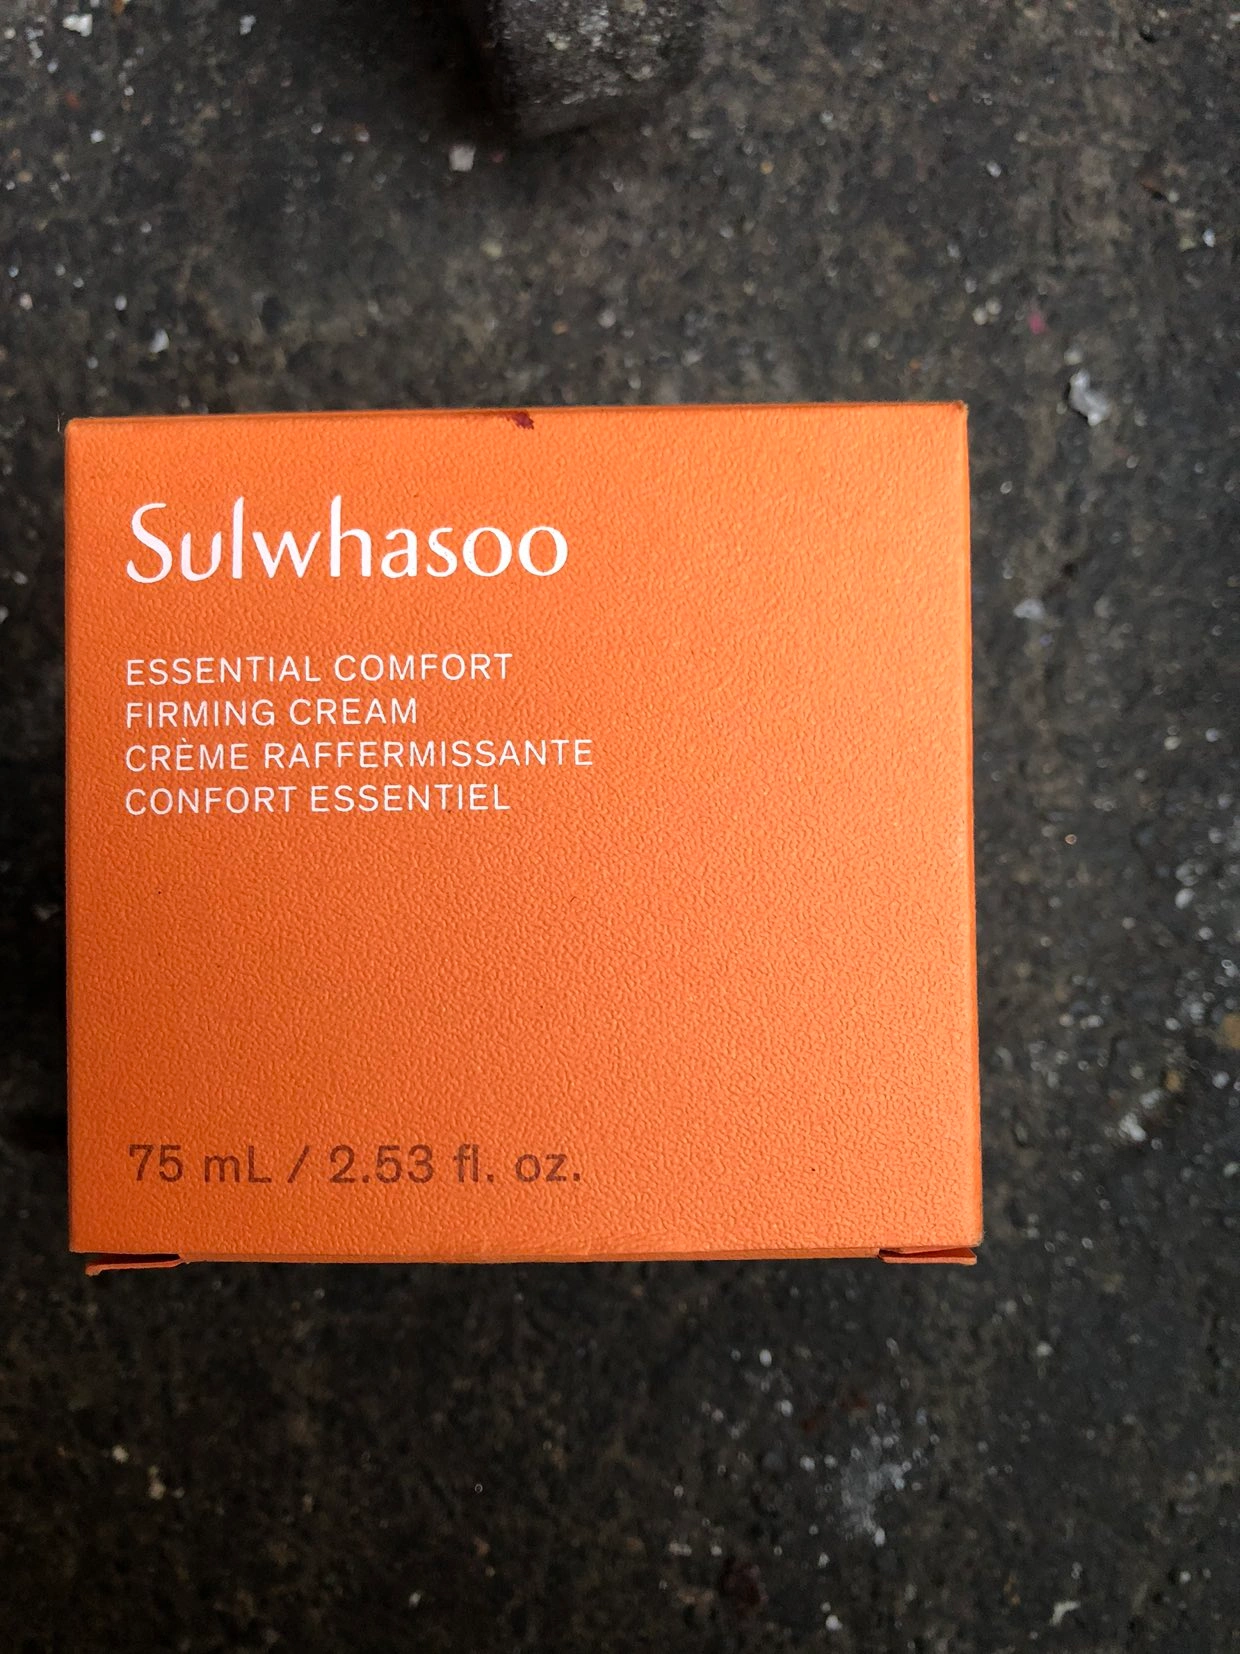 Sulwhasoo
ESSENTIAL COMFORT
FIRMING CREAM
CRÈME RAFFERMISSANTE
CONFORT ESSENTIEL
75 mL / 2.53 fl. oz.